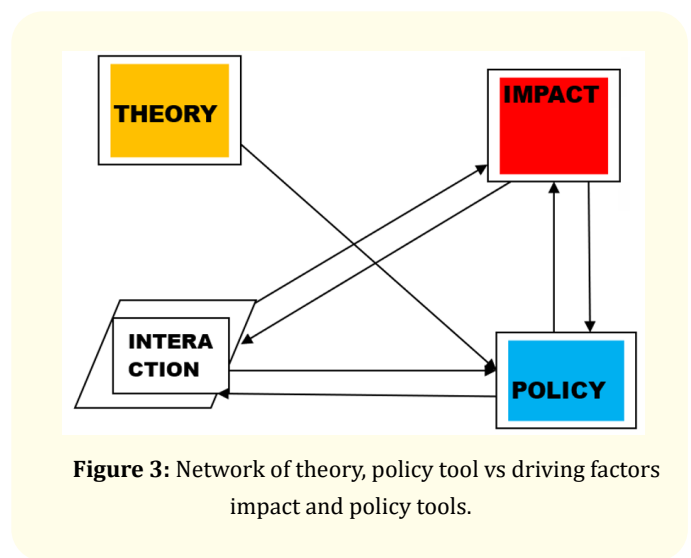 THEORY
IMPACT
INTERA
CTION
POLICY
Figure 3: Network of theory, policy tool vs driving factors
impact and policy tools.